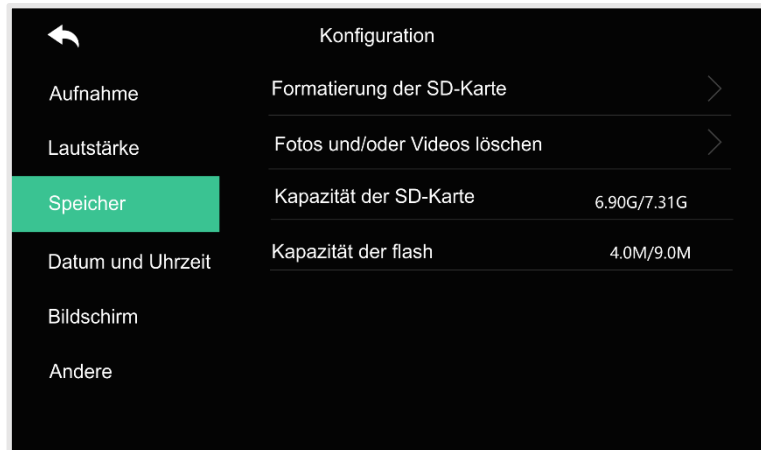 Konfiguration
Aufnahme
Formatierung der SD-Karte
Lautstärke
Fotos und/oder Videos löschen
Speicher
Kapazität der SD-Karte 6.90G/7.31G
Datum und Uhrzeit
Kapazität der flash 4.0M/9.0M
Bildschirm
Andere